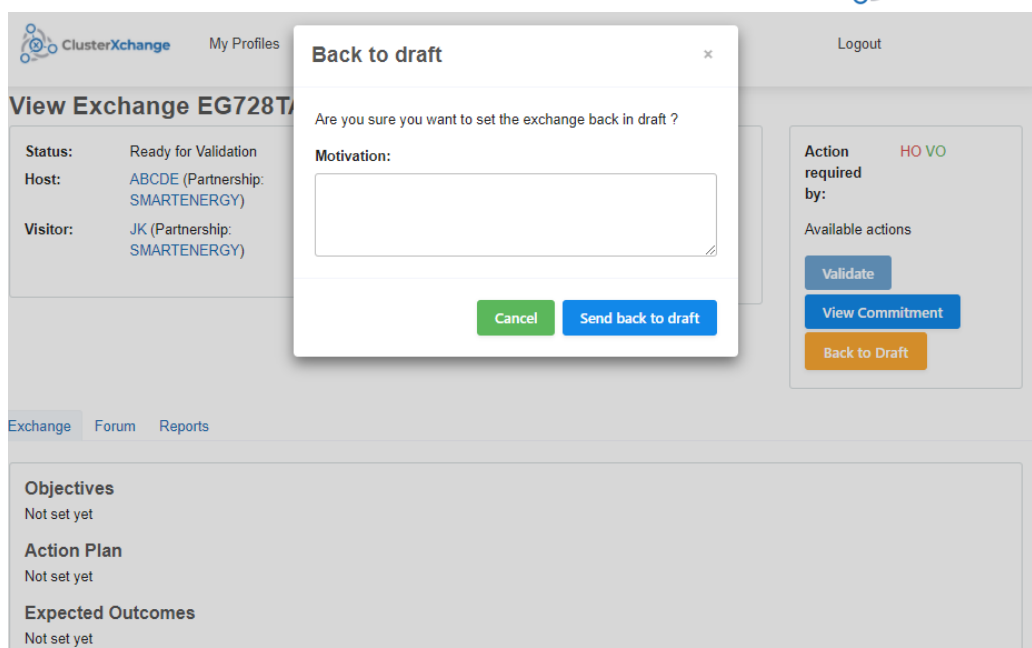 ClusterXchange
My Profiles
Logout
Back to draft
×
Are you sure you want to set the exchange back in draft ?
Motivation:
Cancel
Send back to draft
View Exchange EG728TA
Status: Ready for Validation
Host: ABCDE (Partnership:
SMARTENERGY)
Visitor: JK (Partnership:
SMARTENERGY)
Action HO VO
required
by:
Available actions
Validate
View Commitment
Back to Draft
Exchange Forum Reports
Objectives
Not set yet
Action Plan
Not set yet
Expected Outcomes
Not set yet